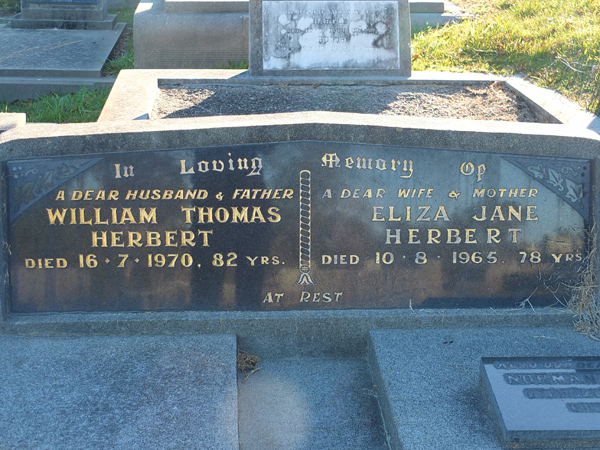 In Loving Memory Of
A DEAR HUSBAND & FATHER
WILLIAM THOMAS
HERBERT
DIED 16·7·1970, 82 YRS.
A DEAR WIFE & MOTHER
ELIZA JANE
HERBERT
DIED 10·8·1965. 78 YRS
AT REST